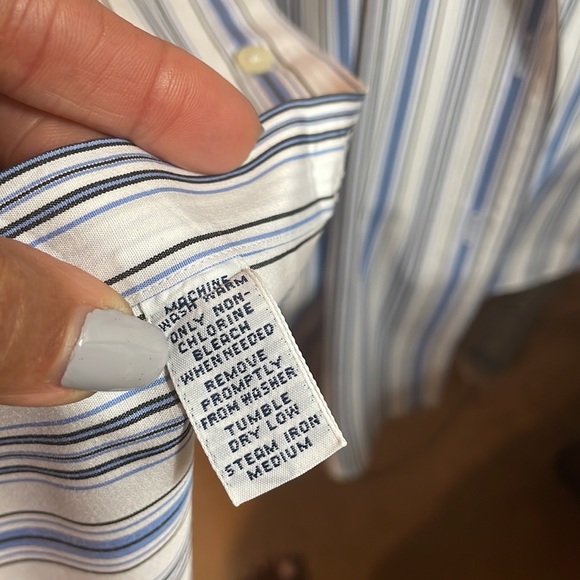 MACHINE
WASH WARM
ONLY NON-
CHLORINE
BLEACH
WHEN NEEDED
REMOVE
PROMPTLY
FROM WASHER
TUMBLE
DRY LOW
STEAM IRON
MEDIUM